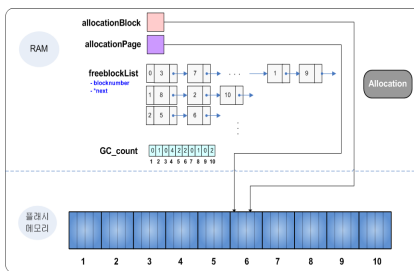 allocationBlock
RAM
allocationPage
freeblockList
- blocknumber
- *next
0 3 7 · · · 1 9
1 8 2 10
2 5 6
Allocation
GC_count
0 1 0 4 2 2 0 1 0 2
1 2 3 4 5 6 7 8 9 10
플래시
메모리
1 2 3 4 5 6 7 8 9 10